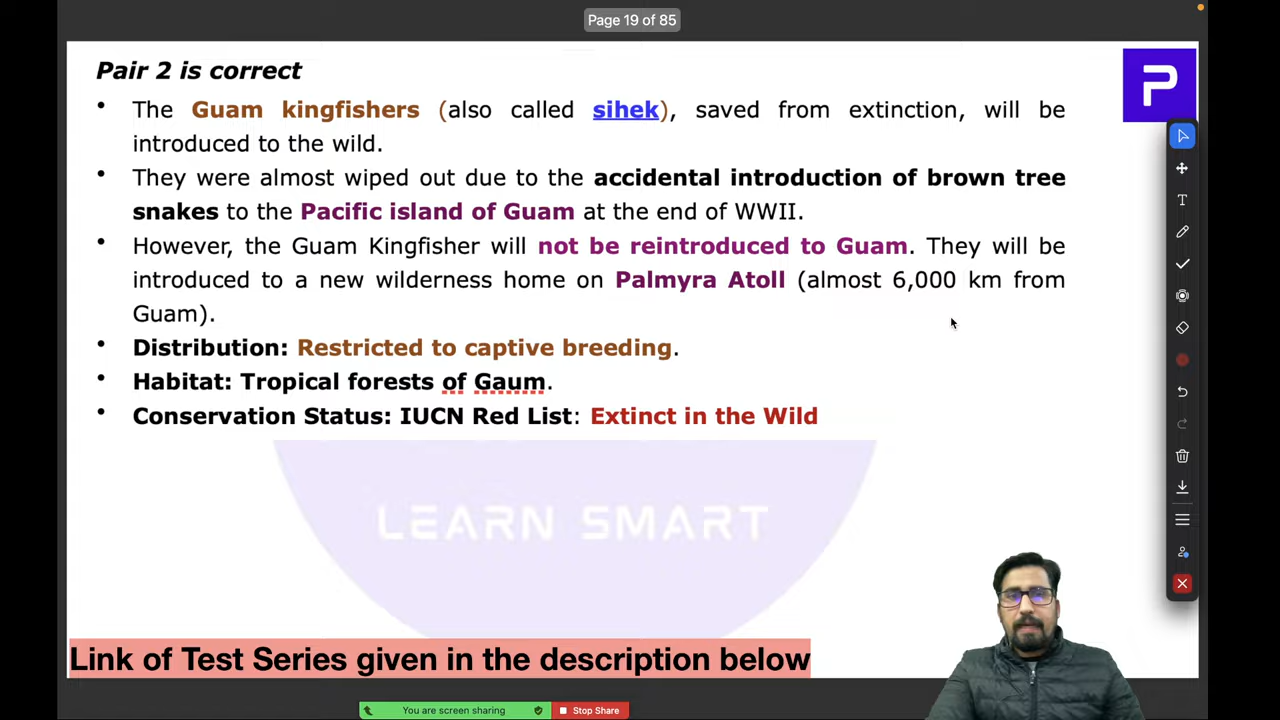 Page 19 of 85
Pair 2 is correct
• The Guam kingfishers (also called sihek), saved from extinction, will be
introduced to the wild.
• They were almost wiped out due to the accidental introduction of brown tree
snakes to the Pacific island of Guam at the end of WWII.
• However, the Guam Kingfisher will not be reintroduced to Guam. They will be
introduced to a new wilderness home on Palmyra Atoll (almost 6,000 km from
Guam).
• Distribution: Restricted to captive breeding.
• Habitat: Tropical forests of Gaum.
• Conservation Status: IUCN Red List: Extinct in the Wild
LEARN SMART
Link of Test Series given in the description below
You are screen sharing
Stop Share